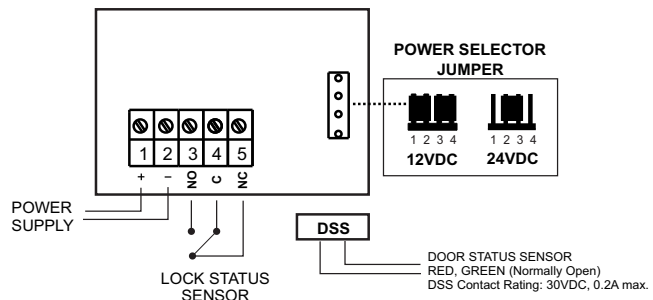 POWER SELECTOR
JUMPER
1 2 3 4
12VDC
1 2 3 4
24VDC
1 2 3 4 5
+ − NO C NC
POWER
SUPPLY
LOCK STATUS
SENSOR
DSS
DOOR STATUS SENSOR
RED, GREEN (Normally Open)
DSS Contact Rating: 30VDC, 0.2A max.